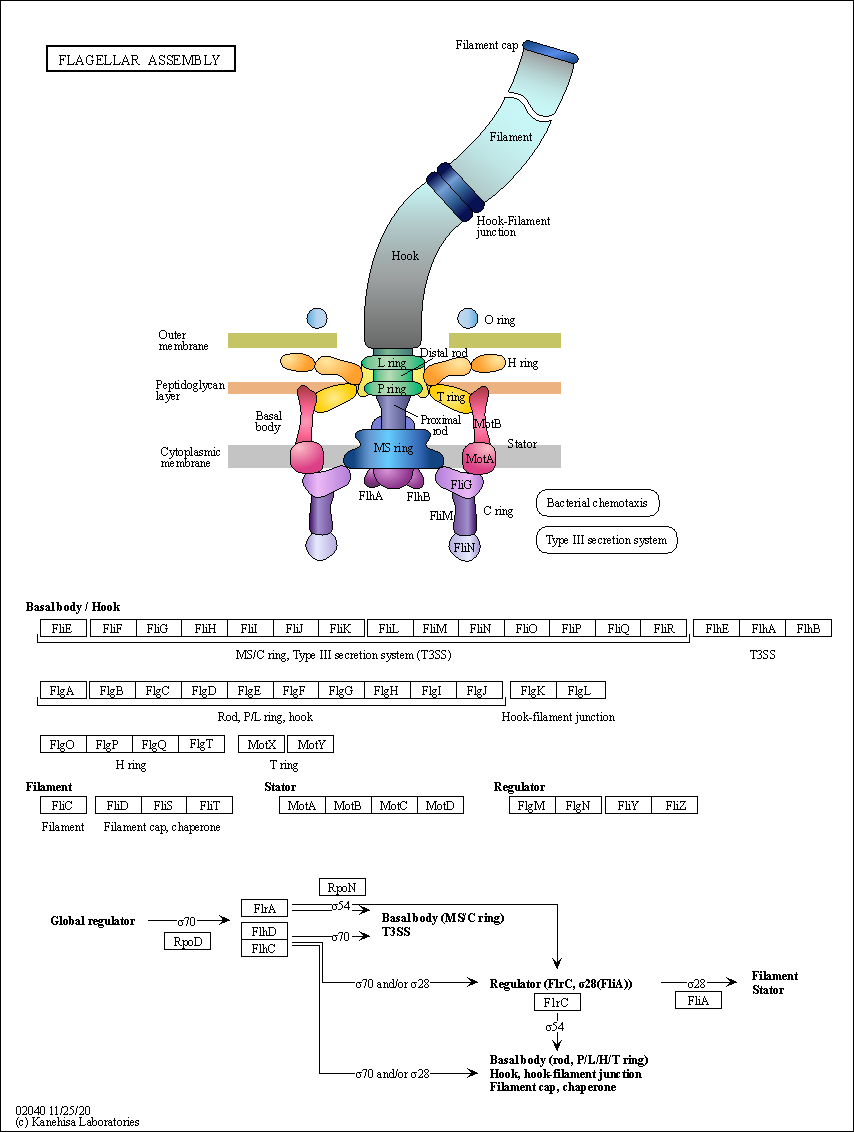 FLAGELLAR ASSEMBLY
Filament cap
Filament
Hook-Filament
junction
Hook
O ring
Outer
membrane
Distal rod
L ring
H ring
Peptidoglycan
layer
P ring
T ring
Basal
body
Proximal
rod
MotB
Stator
MS ring
Cytoplasmic
membrane
MotA
FliG
FlhA
FlhB
Bacterial chemotaxis
C ring
FliM
Type III secretion system
FliN
Basal body / Hook
FliE FliF FliG FliH FliI FliJ FliK FliL FliM FliN FliO FliP FliQ FliR FlhE FlhA FlhB
MS/C ring, Type III secretion system (T3SS) T3SS
FlgA FlgB FlgC FlgD FlgE FlgF FlgG FlgH FlgI FlgJ FlgK FlgL
Rod, P/L ring, hook Hook-filament junction
FlgO FlgP FlgQ FlgT MotX MotY
H ring T ring
Filament Stator Regulator
FliC FliD FliS FliT MotA MotB MotC MotD FlgM FlgN FliY FliZ
Filament Filament cap, chaperone
RpoN
FlrA σ54
Global regulator σ70 Basal body (MS/C ring)
FlhD σ70 T3SS
RpoD FlhC
σ70 and/or σ28 Regulator (FlrC, σ28(FliA)) σ28 Filament
Stator
FlrC FliA
σ54
Basal body (rod, P/L/H/T ring)
σ70 and/or σ28 Hook, hook-filament junction
Filament cap, chaperone
02040 11/25/20
(c) Kanehisa Laboratories